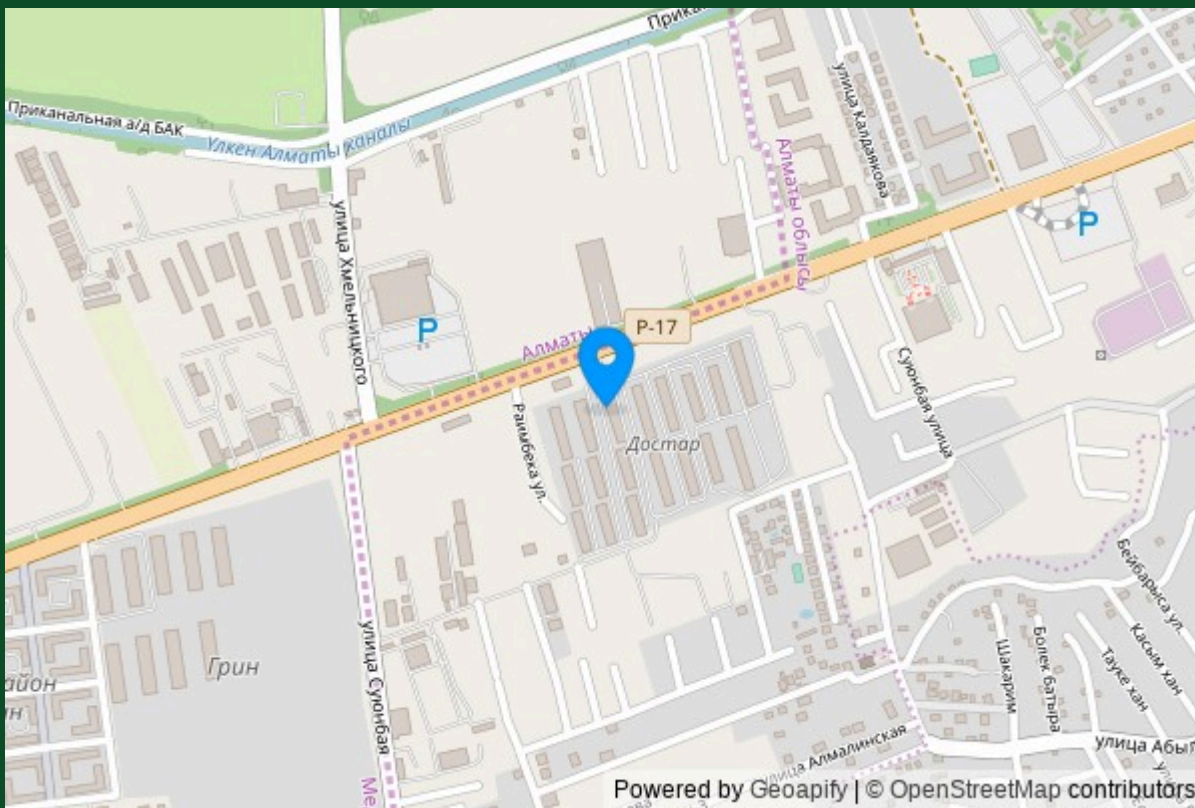 Прика
Приканальная а/д БАК
Үлкен Алматы каналы
улица Калдаякова
Алматы облысы
улица Хмельницкого
P
P
P-17
Алматы
Раимбека ул.
Достар
Суюнбая улица
Бейбарыса ул.
Грин
айон
улица Суюнбая
Шакарим
Болек батыра
Касым хан
Тауке хан
улица Алмалинская
улица Абыл
Ме
Powered by Geoapify | © OpenStreetMap contributors